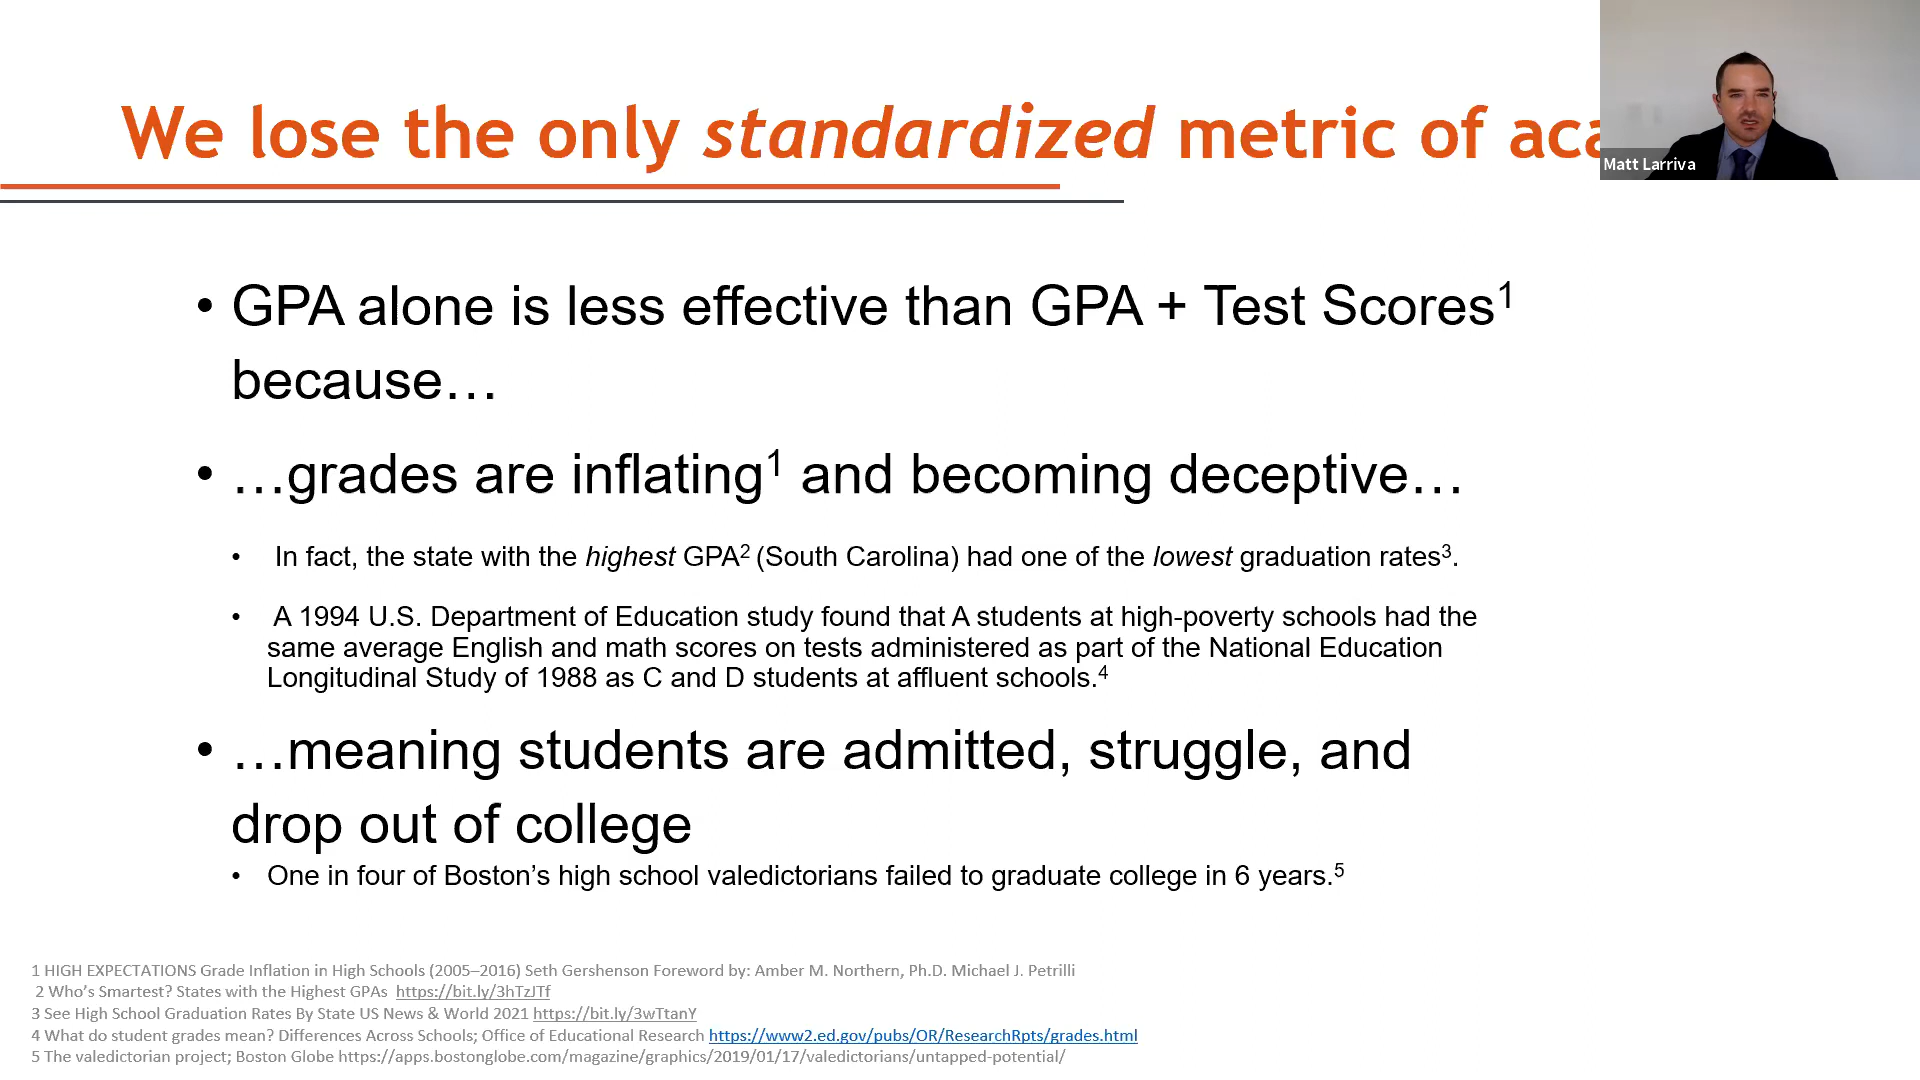 We lose the only standardized metric of aca
Matt Larriva
• GPA alone is less effective than GPA + Test Scores1
because…
• …grades are inflating1 and becoming deceptive…
• In fact, the state with the highest GPA2 (South Carolina) had one of the lowest graduation rates3.
• A 1994 U.S. Department of Education study found that A students at high-poverty schools had the
same average English and math scores on tests administered as part of the National Education
Longitudinal Study of 1988 as C and D students at affluent schools.4
• …meaning students are admitted, struggle, and
drop out of college
• One in four of Boston’s high school valedictorians failed to graduate college in 6 years.5
1 HIGH EXPECTATIONS Grade Inflation in High Schools (2005–2016) Seth Gershenson Foreword by: Amber M. Northern, Ph.D. Michael J. Petrilli
2 Who’s Smartest? States with the Highest GPAs https://bit.ly/3hTzJTf
3 See High School Graduation Rates By State US News & World 2021 https://bit.ly/3wTtanY
4 What do student grades mean? Differences Across Schools; Office of Educational Research https://www2.ed.gov/pubs/OR/ResearchRpts/grades.html
5 The valedictorian project; Boston Globe https://apps.bostonglobe.com/magazine/graphics/2019/01/17/valedictorians/untapped-potential/